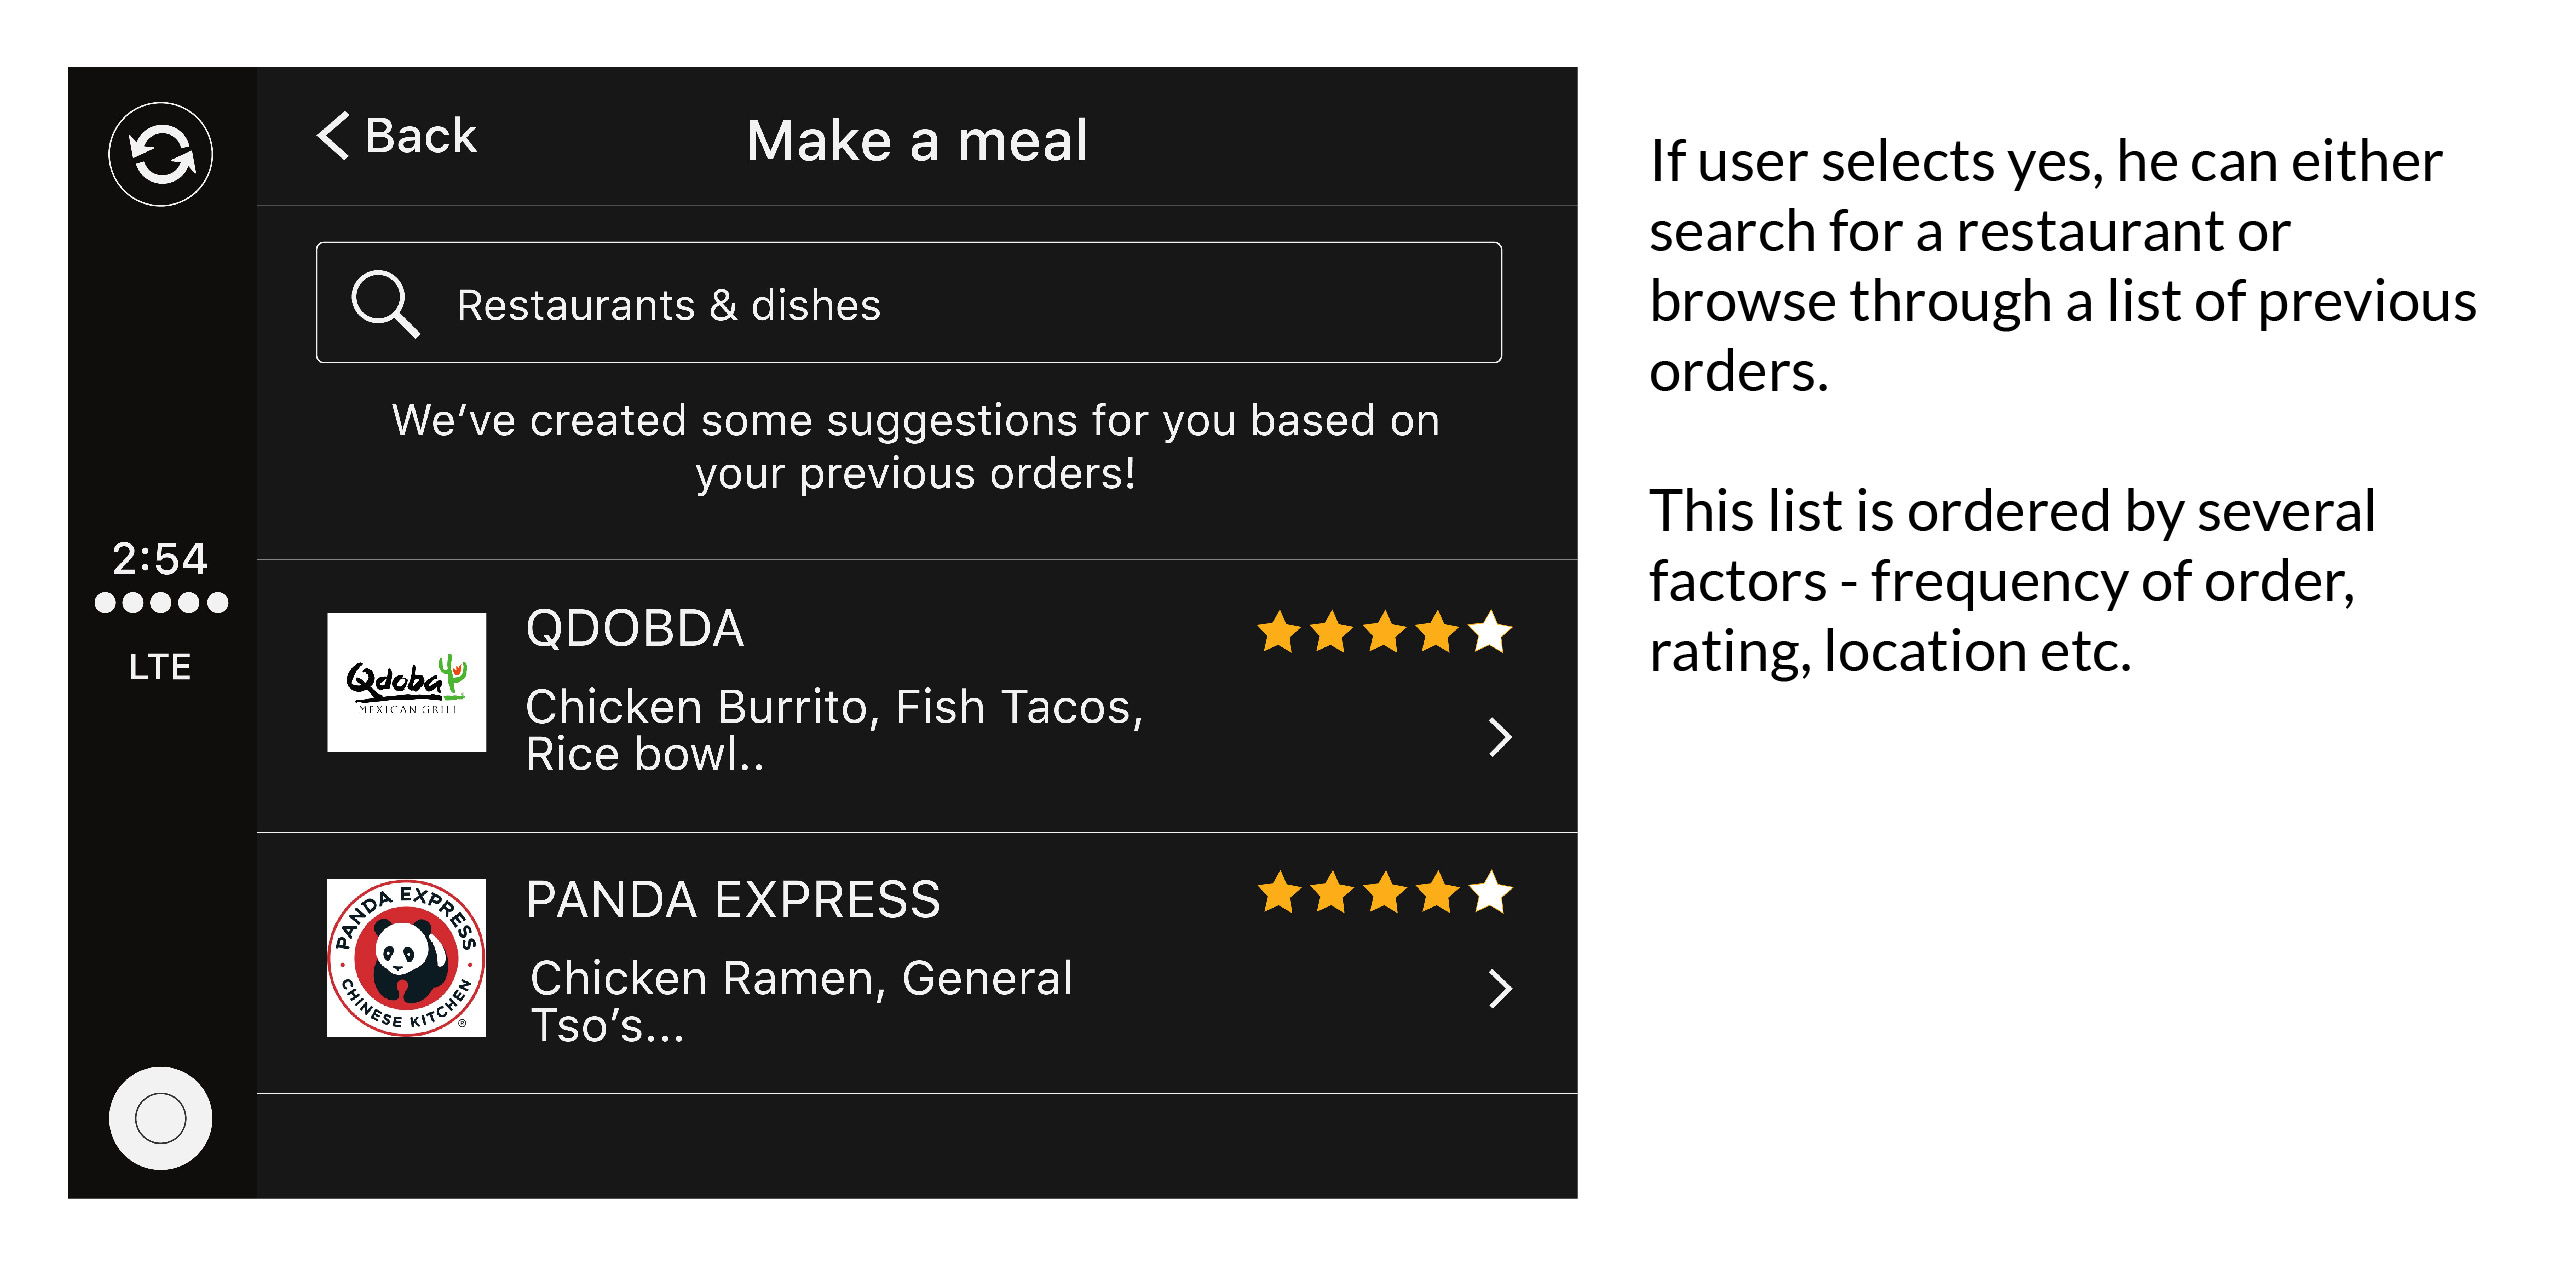 Back
Make a meal
Restaurants & dishes
We've created some suggestions for you based on
your previous orders!
2:54
LTE
Qdoba
MEXICAN GRILL
QDOBDA
Chicken Burrito, Fish Tacos,
Rice bowl..
PANDA EXPRESS
CHINESE KITCHEN
®
PANDA EXPRESS
Chicken Ramen, General
Tso's...
If user selects yes, he can either
search for a restaurant or
browse through a list of previous
orders.
This list is ordered by several
factors - frequency of order,
rating, location etc.